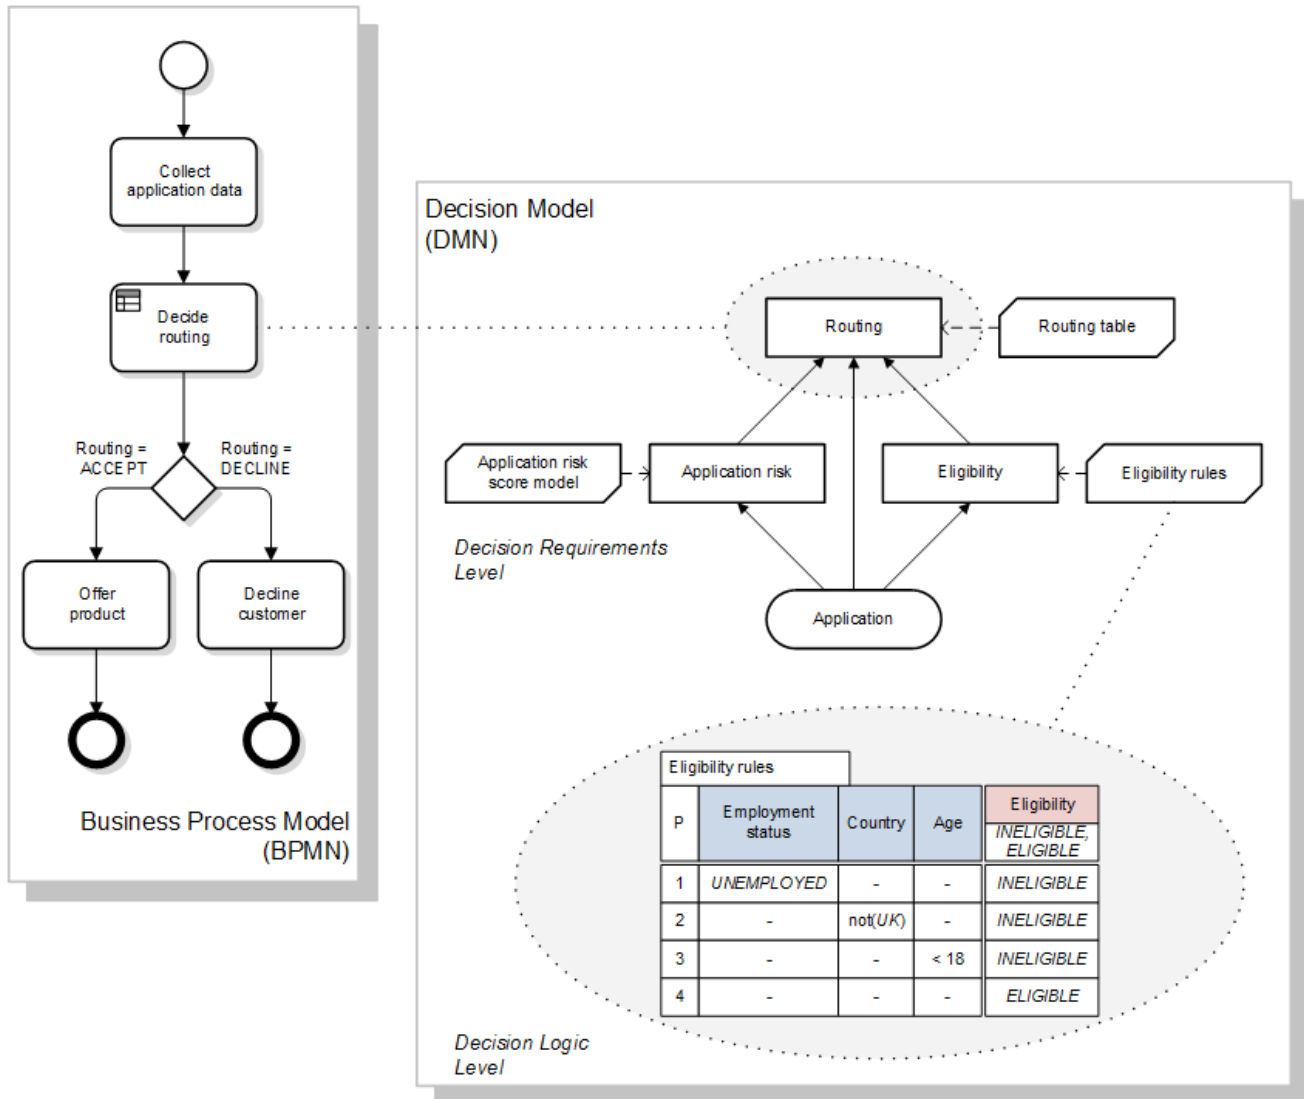 Collect
application data
Decide
routing
Routing =
ACCEPT
Routing =
DECLINE
Offer
product
Decline
customer
Business Process Model
(BPMN)
Decision Model
(DMN)
Routing
Routing table
Application risk
score model
Application risk
Eligibility
Eligibility rules
Decision Requirements
Level
Application
Eligibility rules
P
Employment
status
Country
Age
Eligibility
INELIGIBLE,
ELIGIBLE
1 UNEMPLOYED - - INELIGIBLE
2 - not(UK) - INELIGIBLE
3 - - < 18 INELIGIBLE
4 - - - ELIGIBLE
Decision Logic
Level